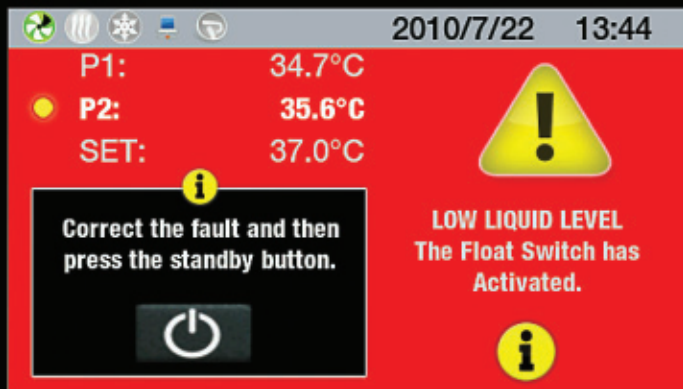 2010/7/22 13:44
P1: 34.7°C
P2: 35.6°C
SET: 37.0°C
Correct the fault and then
press the standby button.
LOW LIQUID LEVEL
The Float Switch has
Activated.